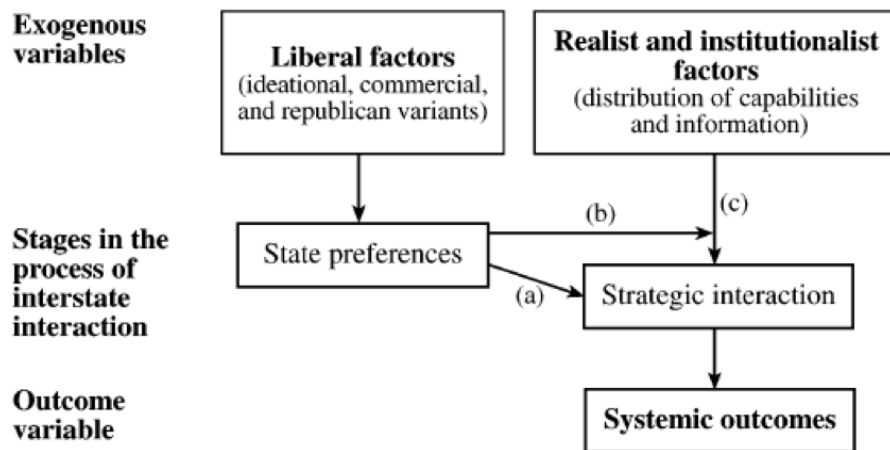 Exogenous
variables
Liberal factors
(ideational, commercial,
and republican variants)
Realist and institutionalist
factors
(distribution of capabilities
and information)
(b)
(c)
Stages in the
process of
interstate
interaction
State preferences
(a)
Strategic interaction
Outcome
variable
Systemic outcomes